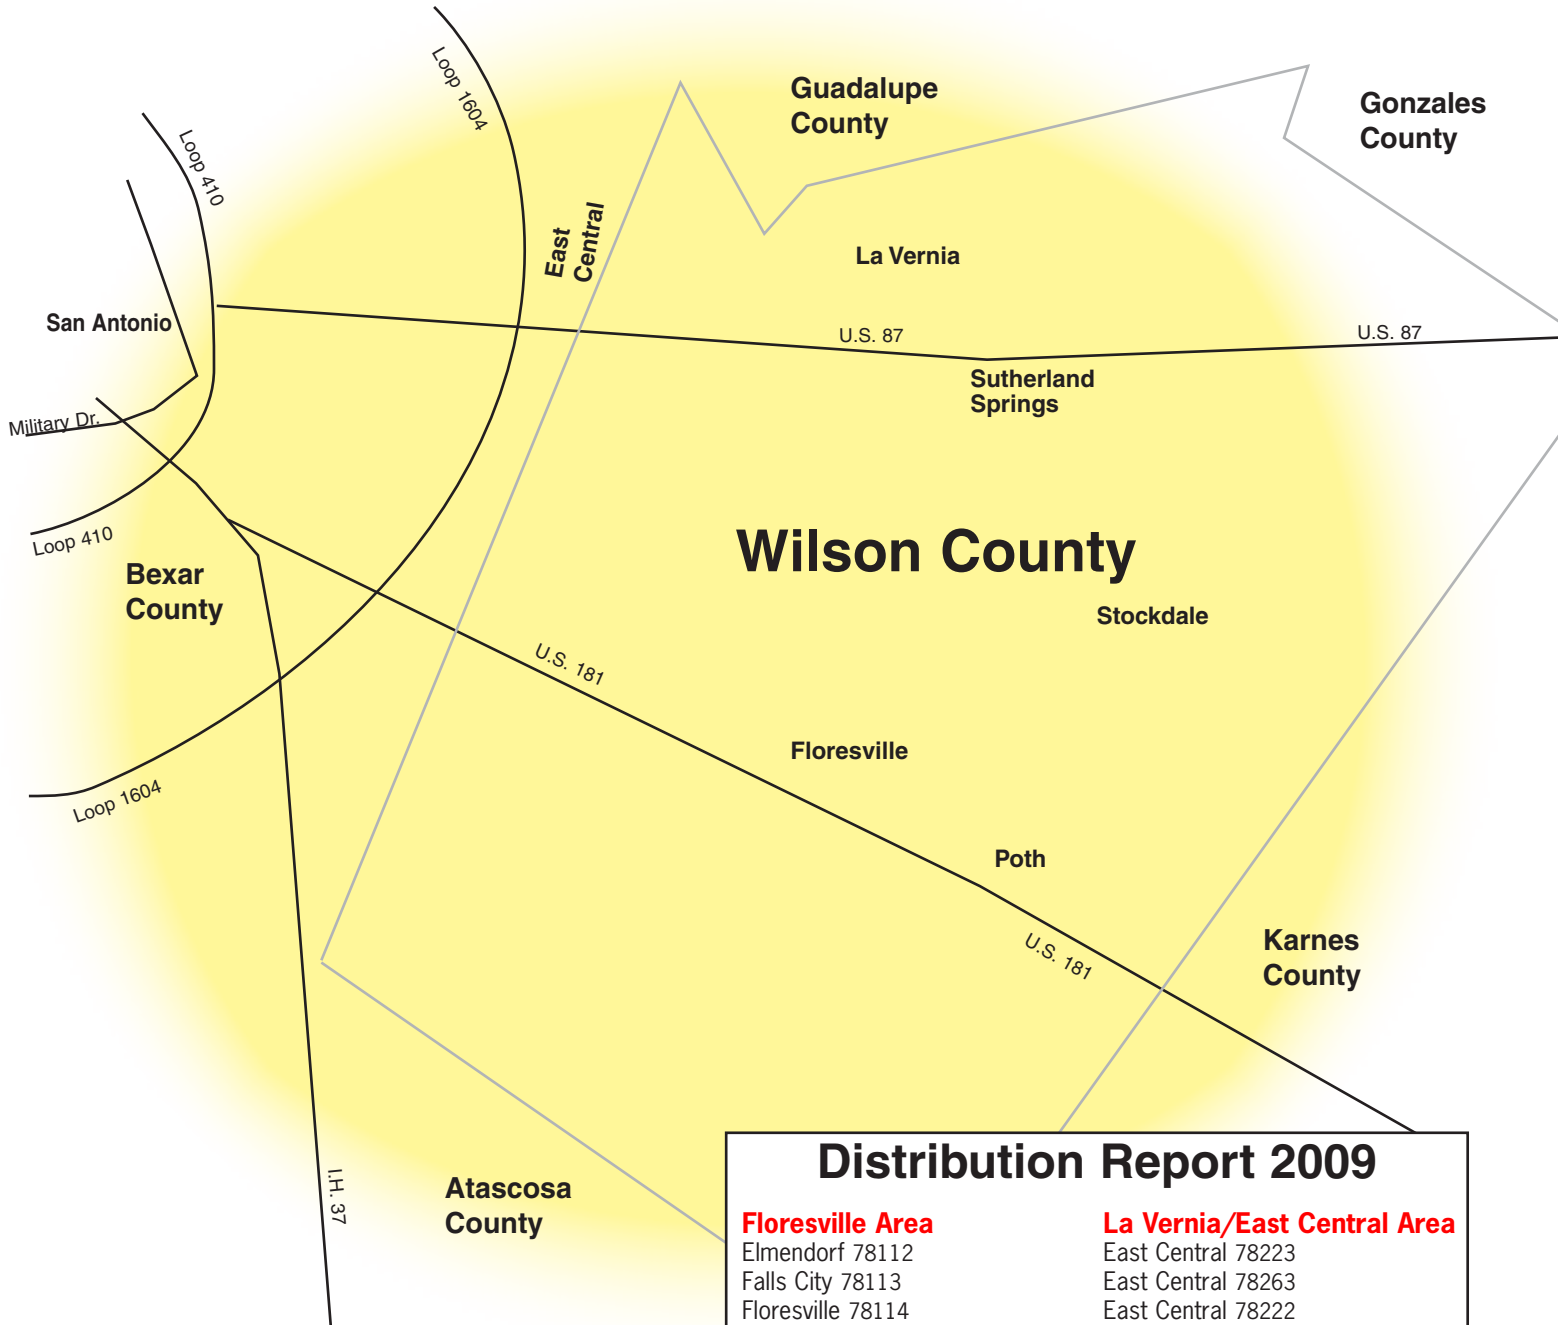 Loop 1604
Guadalupe
County
Gonzales
County
Loop 410
East
Central
La Vernia
San Antonio
U.S. 87
U.S. 87
Sutherland
Springs
Military Dr.
Loop 410
Wilson County
Bexar
County
Stockdale
U.S. 181
Floresville
Loop 1604
Poth
U.S. 181
Karnes
County
I.H. 37
Atascosa
County
Distribution Report 2009
Floresville Area
Elmendorf 78112
Falls City 78113
Floresville 78114
La Vernia/East Central Area
East Central 78223
East Central 78263
East Central 78222